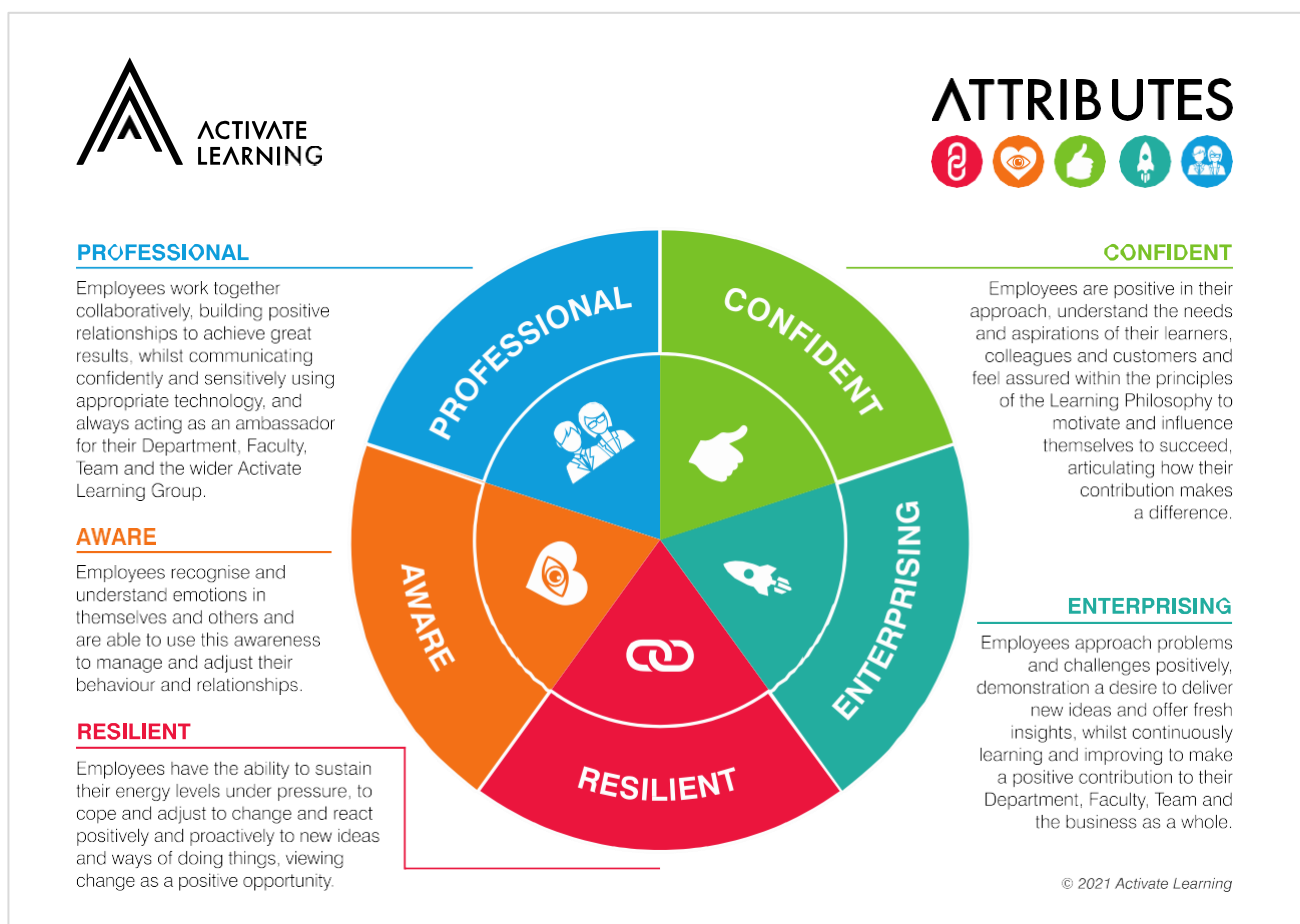 ACTIVATE
LEARNING
ATTRIBUTES
PROFESSIONAL
Employees work together
collaboratively, building positive
relationships to achieve great
results, whilst communicating
confidently and sensitively using
appropriate technology, and
always acting as an ambassador
for their Department, Faculty,
Team and the wider Activate
Learning Group.
AWARE
Employees recognise and
understand emotions in
themselves and others and
are able to use this awareness
to manage and adjust their
behaviour and relationships.
RESILIENT
Employees have the ability to sustain
their energy levels under pressure, to
cope and adjust to change and react
positively and proactively to new ideas
and ways of doing things, viewing
change as a positive opportunity.
PROFESSIONAL
CONFIDENT
AWARE
ENTERPRISING
RESILIENT
CONFIDENT
Employees are positive in their
approach, understand the needs
and aspirations of their learners,
colleagues and customers and
feel assured within the principles
of the Learning Philosophy to
motivate and influence
themselves to succeed,
articulating how their
contribution makes
a difference.
ENTERPRISING
Employees approach problems
and challenges positively,
demonstration a desire to deliver
new ideas and offer fresh
insights, whilst continuously
learning and improving to make
a positive contribution to their
Department, Faculty, Team and
the business as a whole.
© 2021 Activate Learning